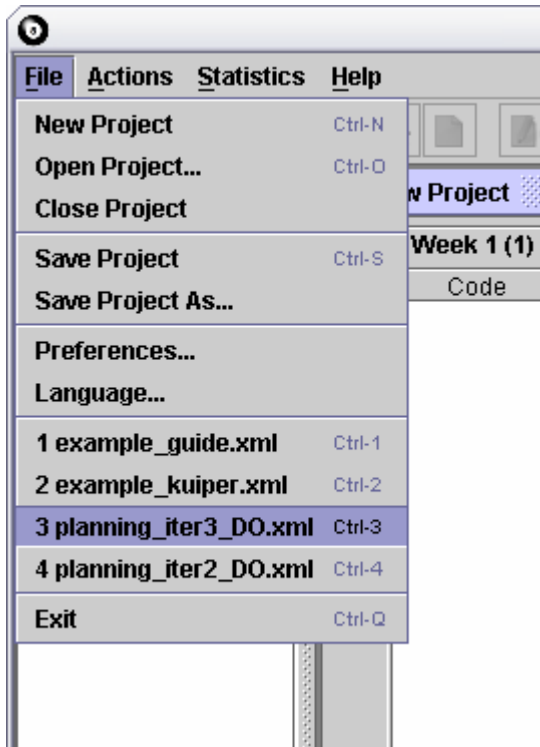 File Actions Statistics Help
New Project Ctrl-N
Open Project... Ctrl-O
Close Project
w Project
Save Project Ctrl-S
Week 1 (1)
Save Project As...
Code
Preferences...
Language...
1 example_guide.xml Ctrl-1
2 example_kuiper.xml Ctrl-2
3 planning_iter3_DO.xml Ctrl-3
4 planning_iter2_DO.xml Ctrl-4
Exit Ctrl-Q